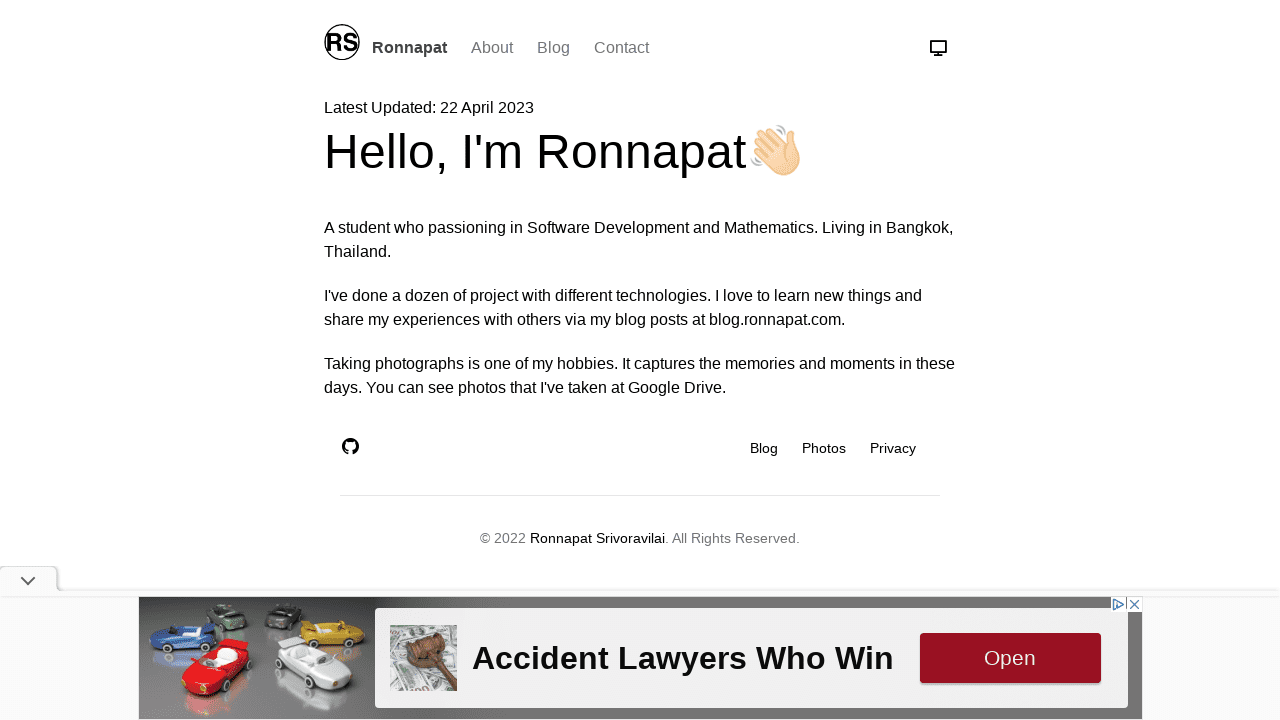 RS Ronnapat About Blog Contact
Latest Updated: 22 April 2023
Hello, I'm Ronnapat👋🏻
A student who passioning in Software Development and Mathematics. Living in Bangkok,
Thailand.
I've done a dozen of project with different technologies. I love to learn new things and
share my experiences with others via my blog posts at blog.ronnapat.com.
Taking photographs is one of my hobbies. It captures the memories and moments in these
days. You can see photos that I've taken at Google Drive.
Blog Photos Privacy
© 2022 Ronnapat Srivoravilai. All Rights Reserved.
Accident Lawyers Who Win
Open